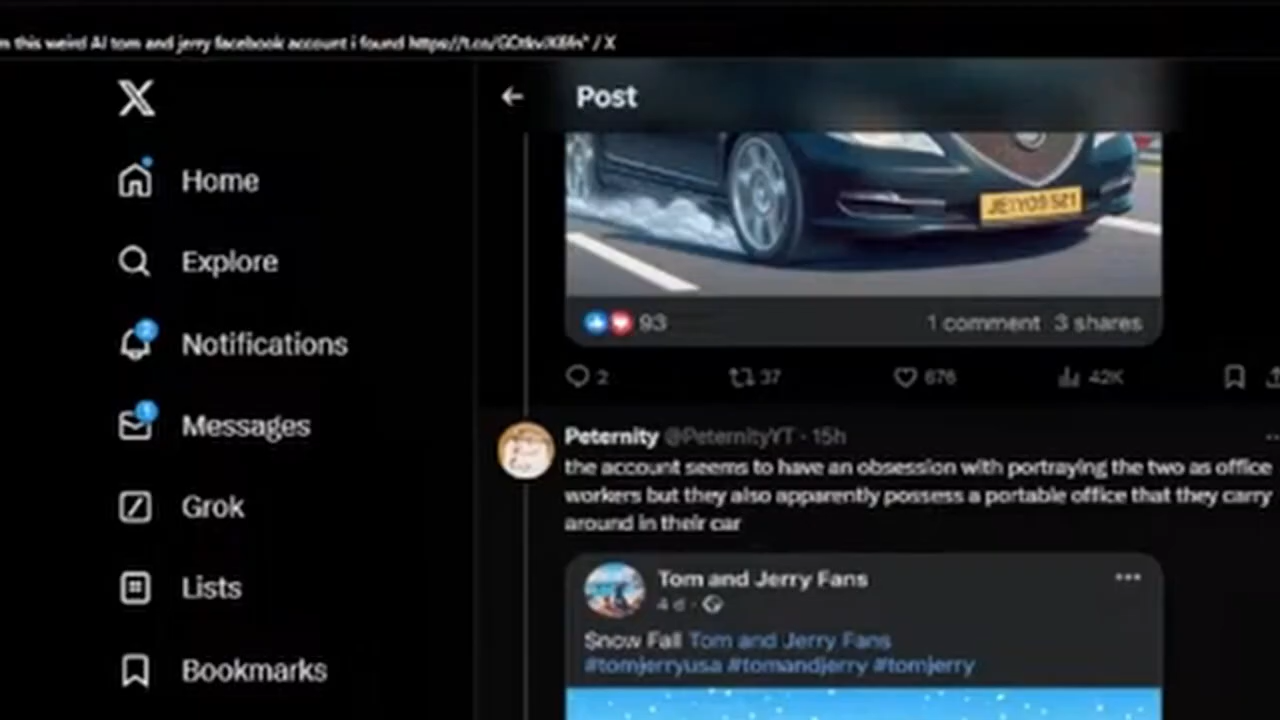 this weird AI tom and jerry facebook account i found
/ X
Post
Home
Explore
2
Notifications
1
Messages
Grok
Lists
Bookmarks
93
1 comment 3 shares
2
37
676
42K
Peternity @PeternityYT · 15h
the account seems to have an obsession with portraying the two as office
workers but they also apparently possess a portable office that they carry
around in their car
Tom and Jerry Fans
4 d ·
Snow Fall Tom and Jerry Fans
#tomjerryusa #tomandjerry #tomjerry